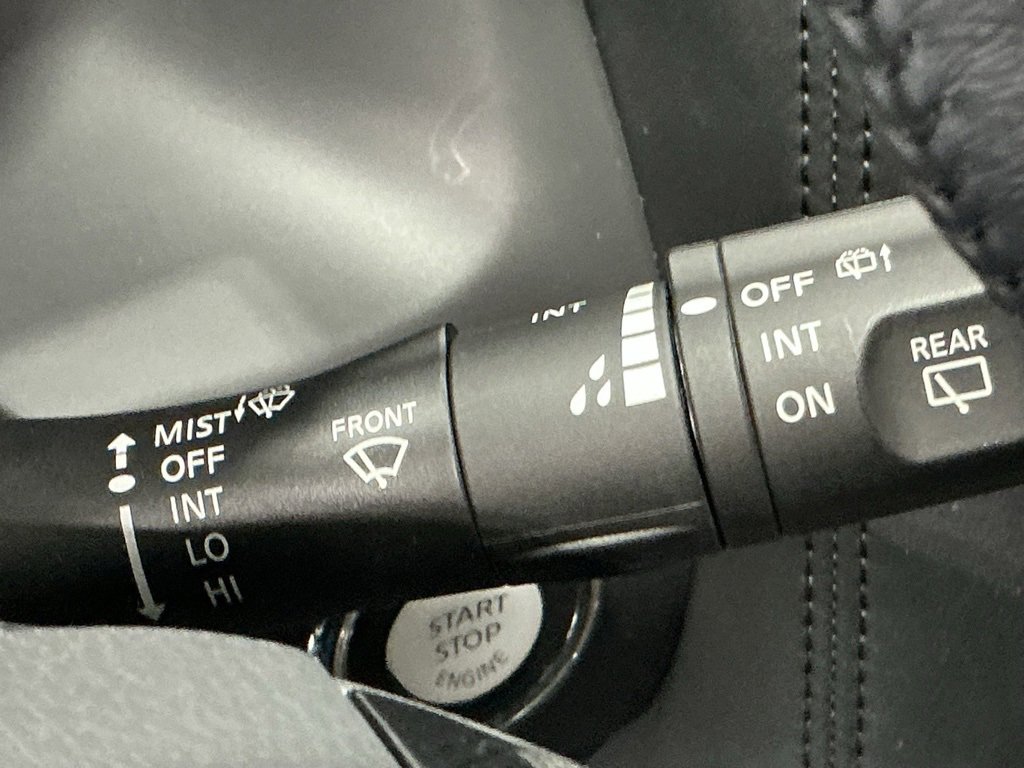 MIST
OFF
INT
LO
HI
FRONT
INT
OFF
INT
ON
REAR
START
STOP
ENGINE